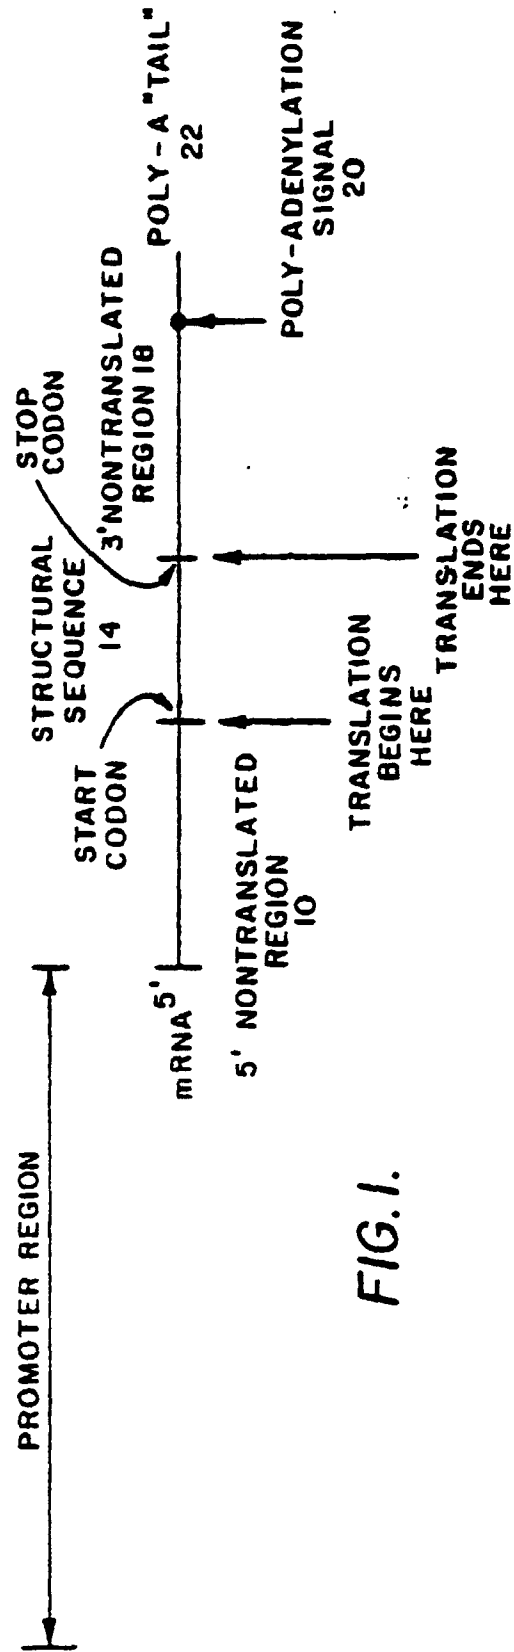 PROMOTER REGION
mRNA 5'
5' NONTRANSLATED
REGION
10
START
CODON
STRUCTURAL
SEQUENCE
14
STOP
CODON
3' NONTRANSLATED
REGION 18
POLY-A "TAIL"
22
TRANSLATION
BEGINS
HERE
TRANSLATION
ENDS
HERE
POLY-ADENYLATION
SIGNAL
20
FIG. 1.